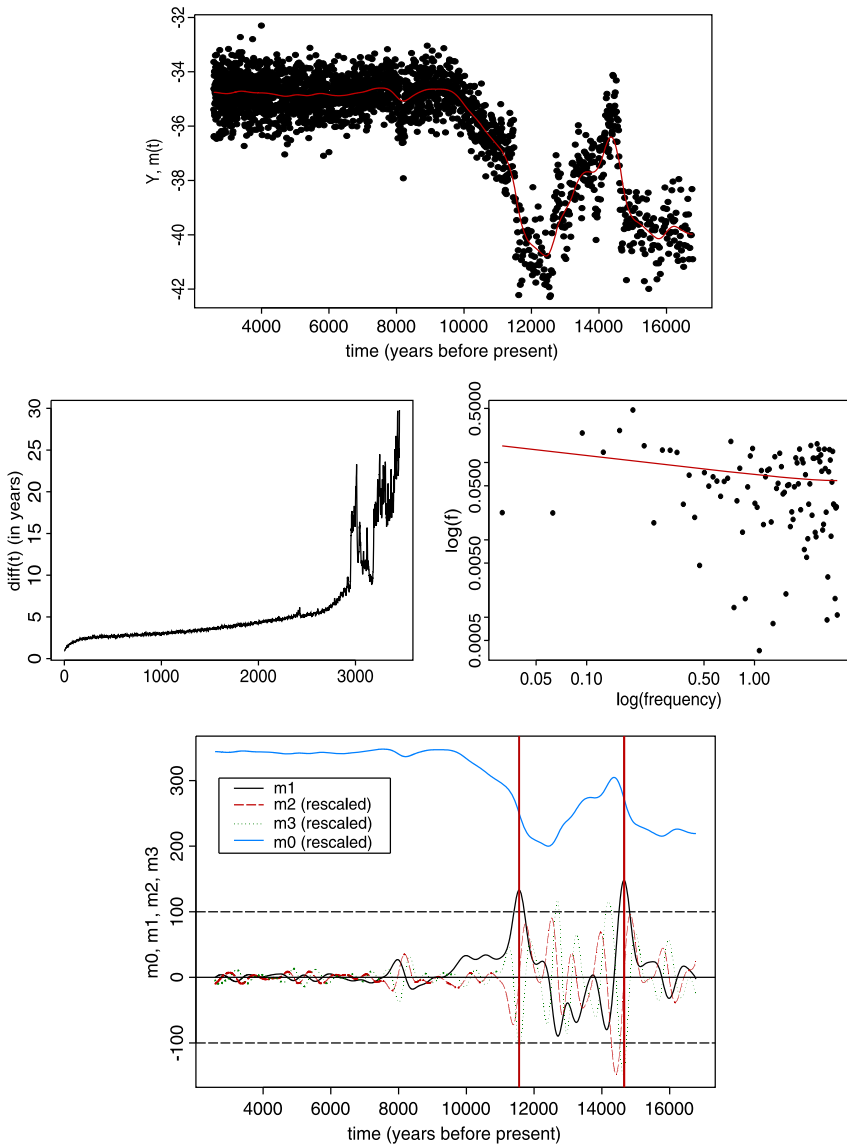 -32
-34
-36
-38
-40
-42
Y, m(t)
4000 6000 8000 10000 12000 14000 16000
time (years before present)
30
25
20
15
10
5
0
diff(t) (in years)
0 1000 2000 3000
0.5000
0.0500
0.0050
0.0005
log(f)
0.05 0.10 0.50 1.00
log(frequency)
300
200
100
0
-100
m0, m1, m2, m3
m1
m2 (rescaled)
m3 (rescaled)
m0 (rescaled)
4000 6000 8000 10000 12000 14000 16000
time (years before present)